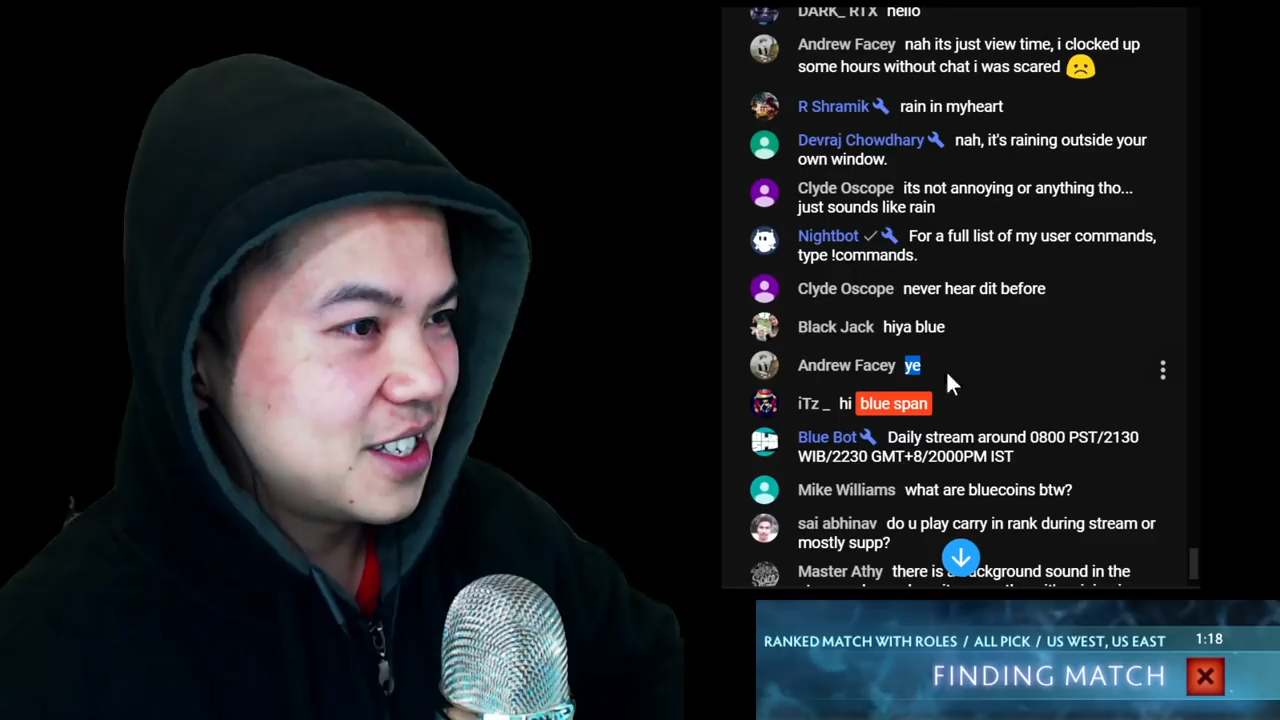 DARK_ RTX hello
Andrew Facey nah its just view time, i clocked up
some hours without chat i was scared
R Shramik rain in myheart
Devraj Chowdhary nah, it's raining outside your
own window.
Clyde Oscope its not annoying or anything tho...
just sounds like rain
Nightbot For a full list of my user commands,
type !commands.
Clyde Oscope never hear dit before
Black Jack hiya blue
Andrew Facey ye
iTz _ hi blue span
Blue Bot Daily stream around 0800 PST/2130
WIB/2230 GMT+8/2000PM IST
Mike Williams what are bluecoins btw?
sai abhinav do u play carry in rank during stream or
mostly supp?
Master Athy there is a background sound in the
RANKED MATCH WITH ROLES / ALL PICK / US WEST, US EAST 1:18
FINDING MATCH